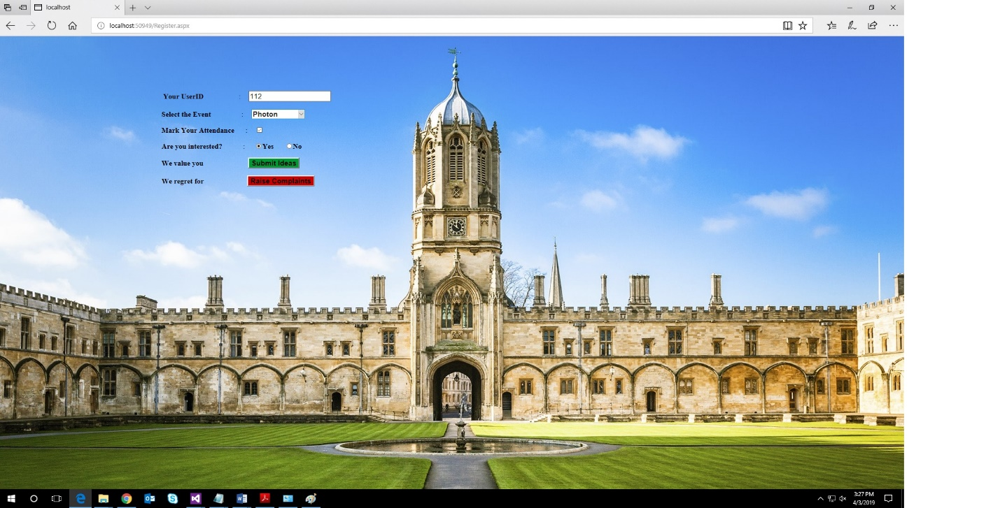 localhost
localhost:50949/Register.aspx
Your UserID : 112
Select the Event : Photon
Mark Your Attendance :
Are you interested? : Yes No
We value you Submit Ideas
We regret for Raise Complaints
3:27 PM
4/3/2019